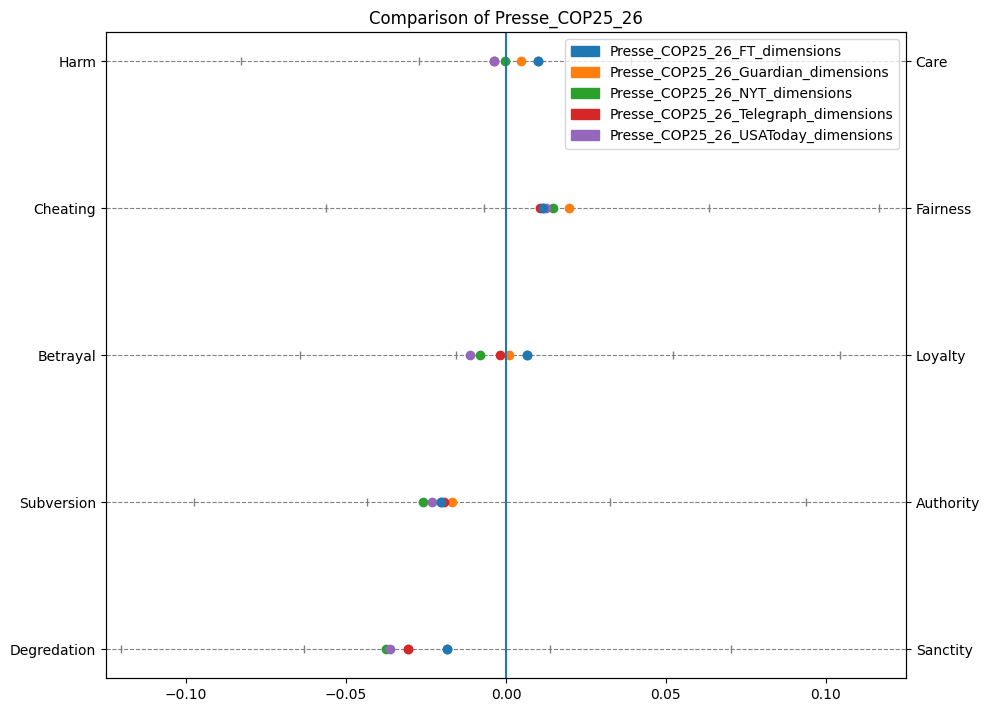 Comparison of Presse_COP25_26
Harm
Care
Presse_COP25_26_FT_dimensions
Presse_COP25_26_Guardian_dimensions
Presse_COP25_26_NYT_dimensions
Presse_COP25_26_Telegraph_dimensions
Presse_COP25_26_USAToday_dimensions
Cheating
Fairness
Betrayal
Loyalty
Subversion
Authority
Degredation
Sanctity
−0.10
−0.05
0.00
0.05
0.10